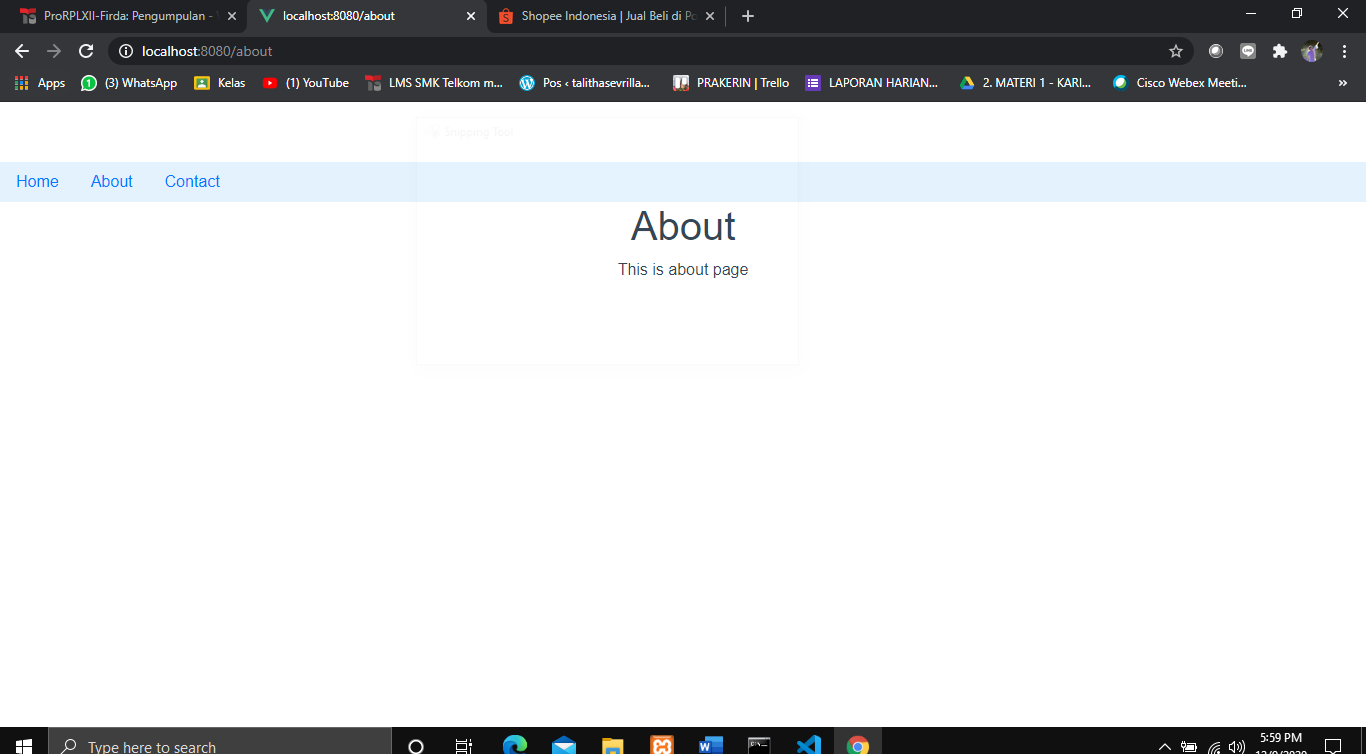 ProRPLXII-Firda: Pengumpulan -
localhost:8080/about
Shopee Indonesia | Jual Beli di
localhost:8080/about
Apps
(3) WhatsApp
Kelas
(1) YouTube
LMS SMK Telkom m...
Pos ‹ talithasevrilla...
PRAKERIN | Trello
LAPORAN HARIAN...
2. MATERI 1 - KARI...
Cisco Webex Meeti...
»
Snipping Tool
Home
About
Contact
About
This is about page
Type here to search
5:59 PM